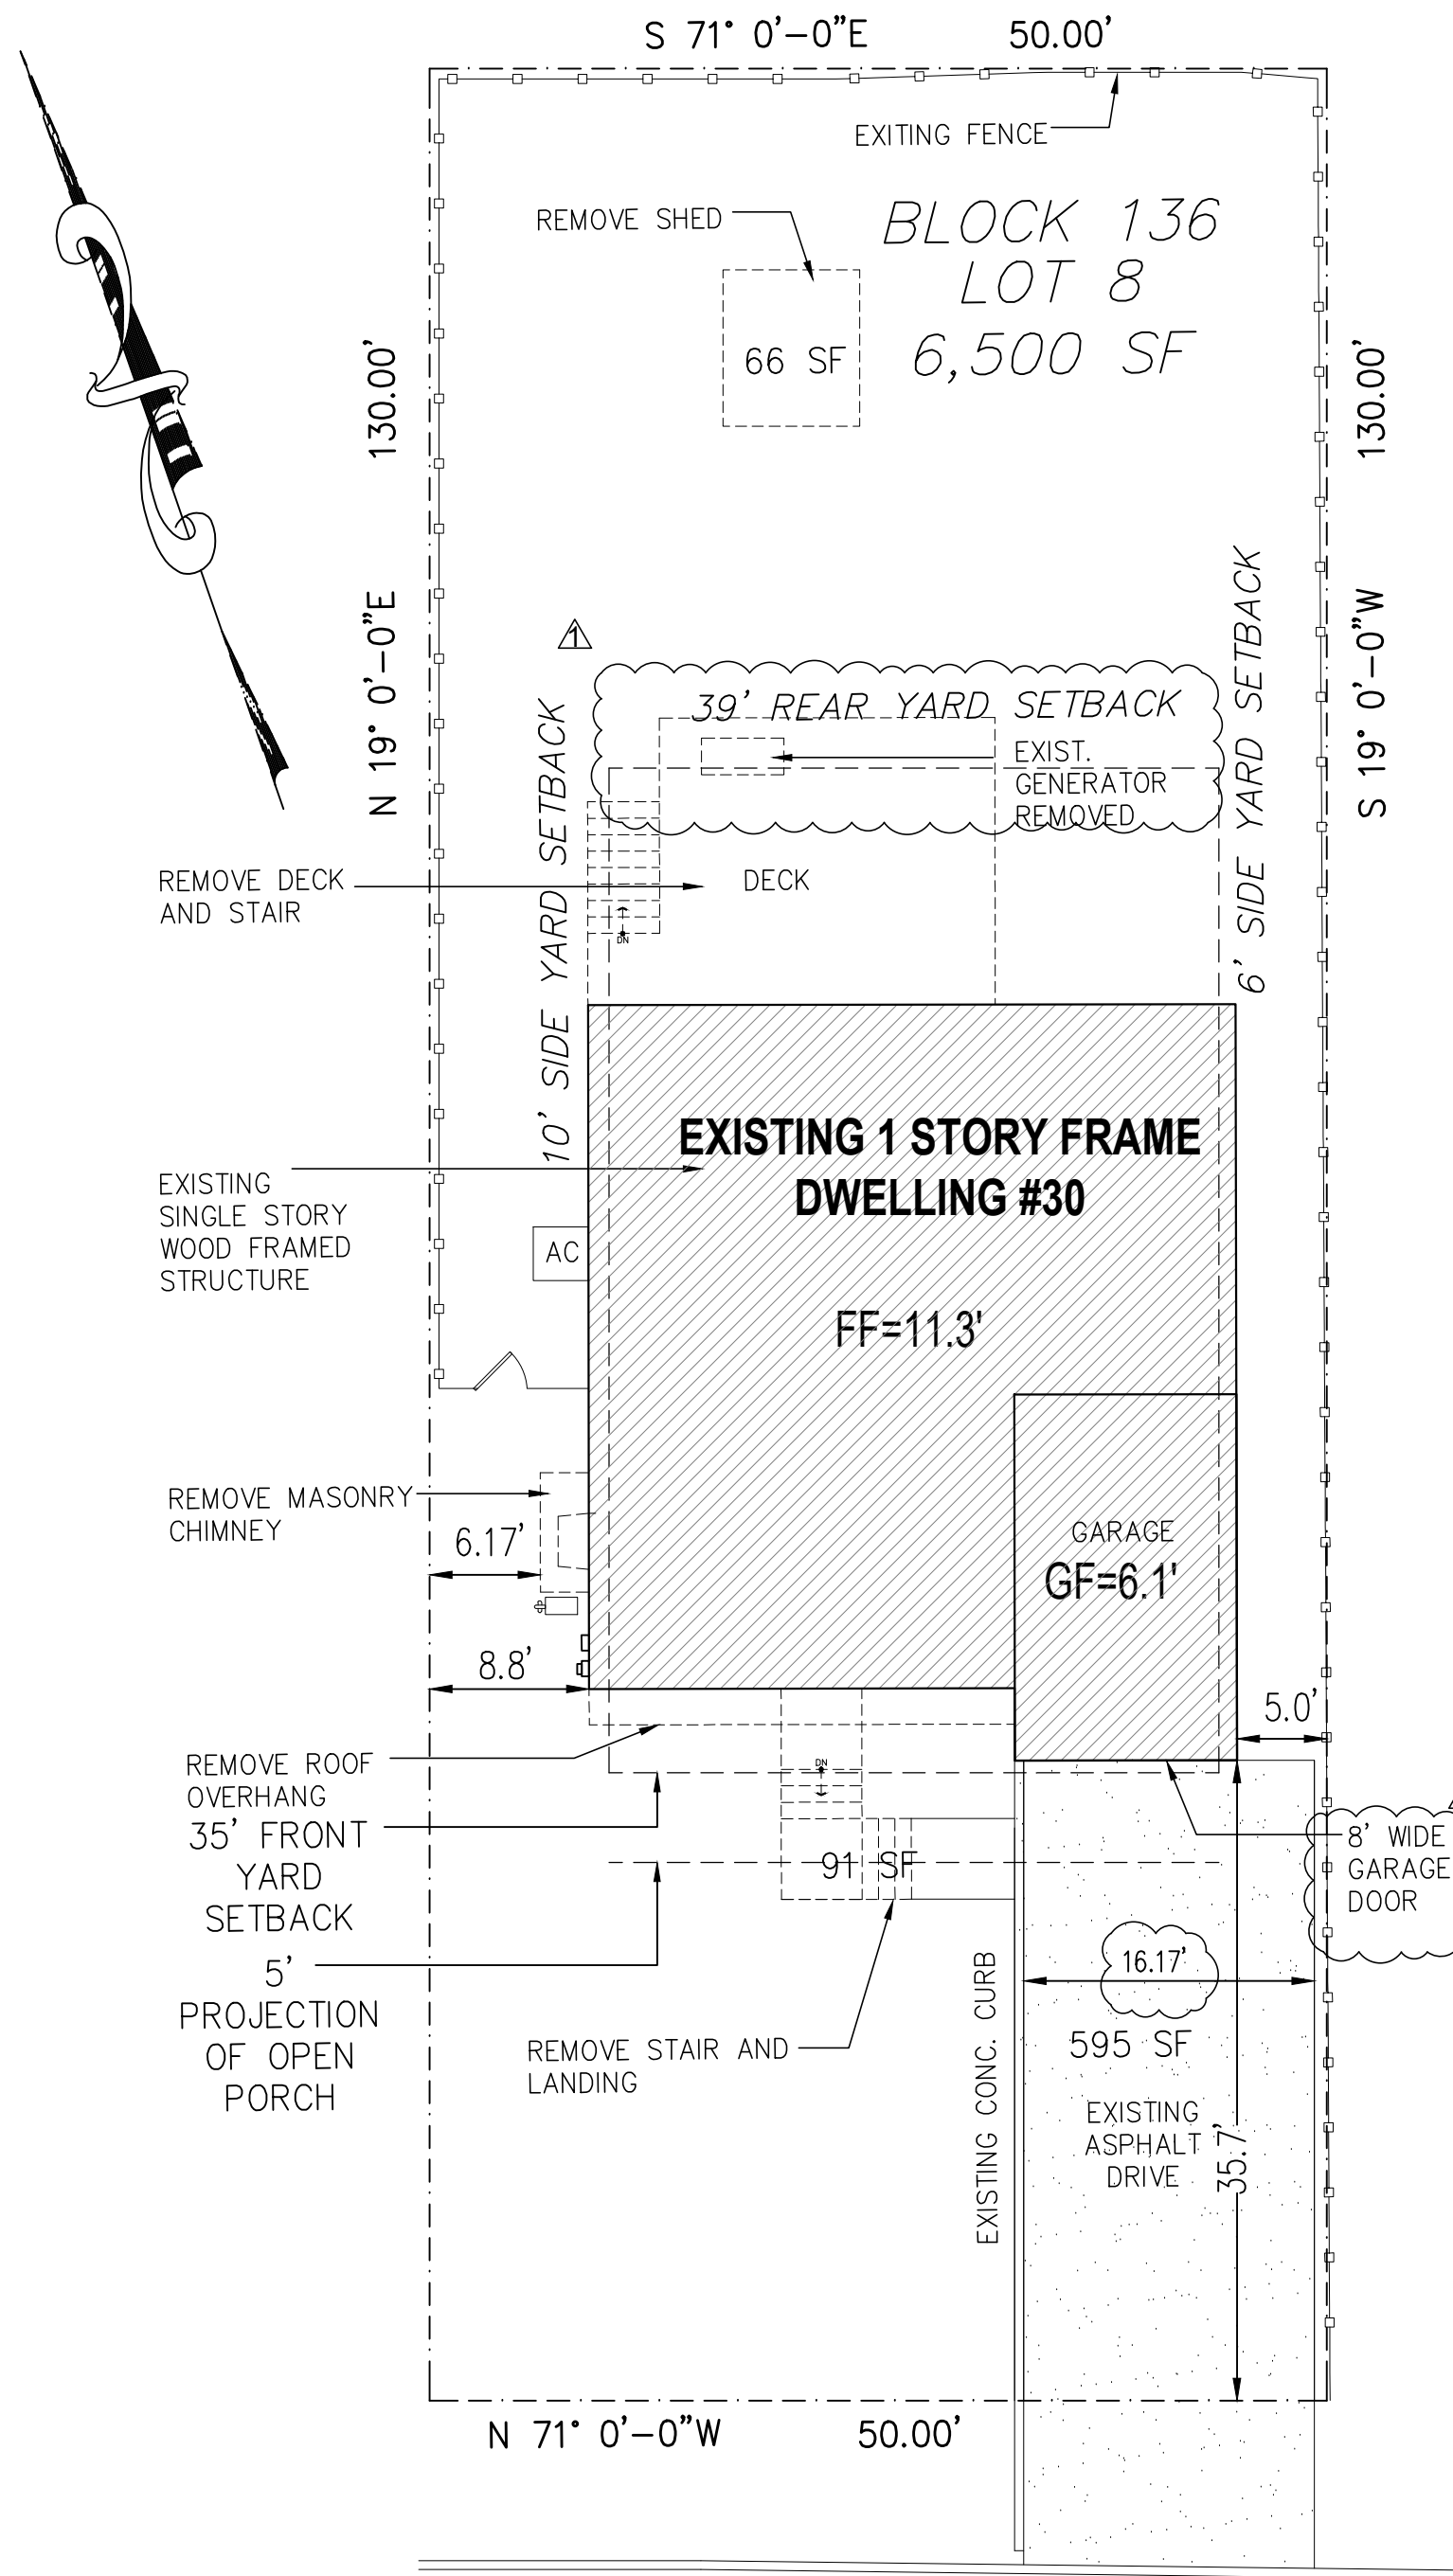 S 71° 0'-0"E 50.00'
EXITING FENCE
REMOVE SHED
BLOCK 136
LOT 8
6,500 SF
66 SF
130.00'
130.00'
N 19° 0'-0"E
S 19° 0'-0"W
1
39' REAR YARD SETBACK
10' SIDE YARD SETBACK
6' SIDE YARD SETBACK
EXIST.
GENERATOR
REMOVED
REMOVE DECK
AND STAIR
DECK
DN
EXISTING 1 STORY FRAME
DWELLING #30
EXISTING
SINGLE STORY
WOOD FRAMED
STRUCTURE
AC
FF=11.3'
REMOVE MASONRY
CHIMNEY
6.17'
GARAGE
GF=6.1'
8.8'
5.0'
REMOVE ROOF
OVERHANG
DN
35' FRONT
YARD
SETBACK
8' WIDE
GARAGE
DOOR
91 SF
5'
PROJECTION
OF OPEN
PORCH
16.17'
595 SF
REMOVE STAIR AND
LANDING
EXISTING CONC. CURB
EXISTING
ASPHALT
DRIVE
35.7'
N 71° 0'-0"W 50.00'